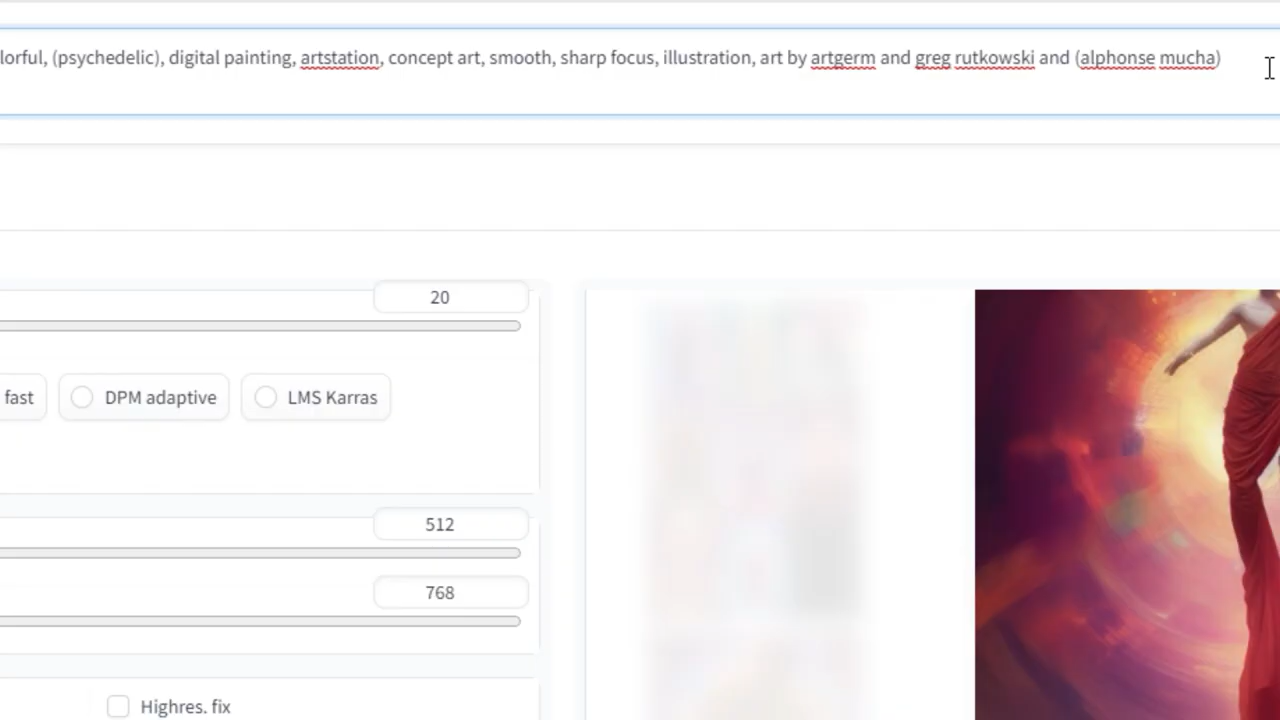 lorful, (psychedelic), digital painting, artstation, concept art, smooth, sharp focus, illustration, art by artgerm and greg rutkowski and (alphonse mucha)
20
fast DPM adaptive LMS Karras
512
768
Highres. fix